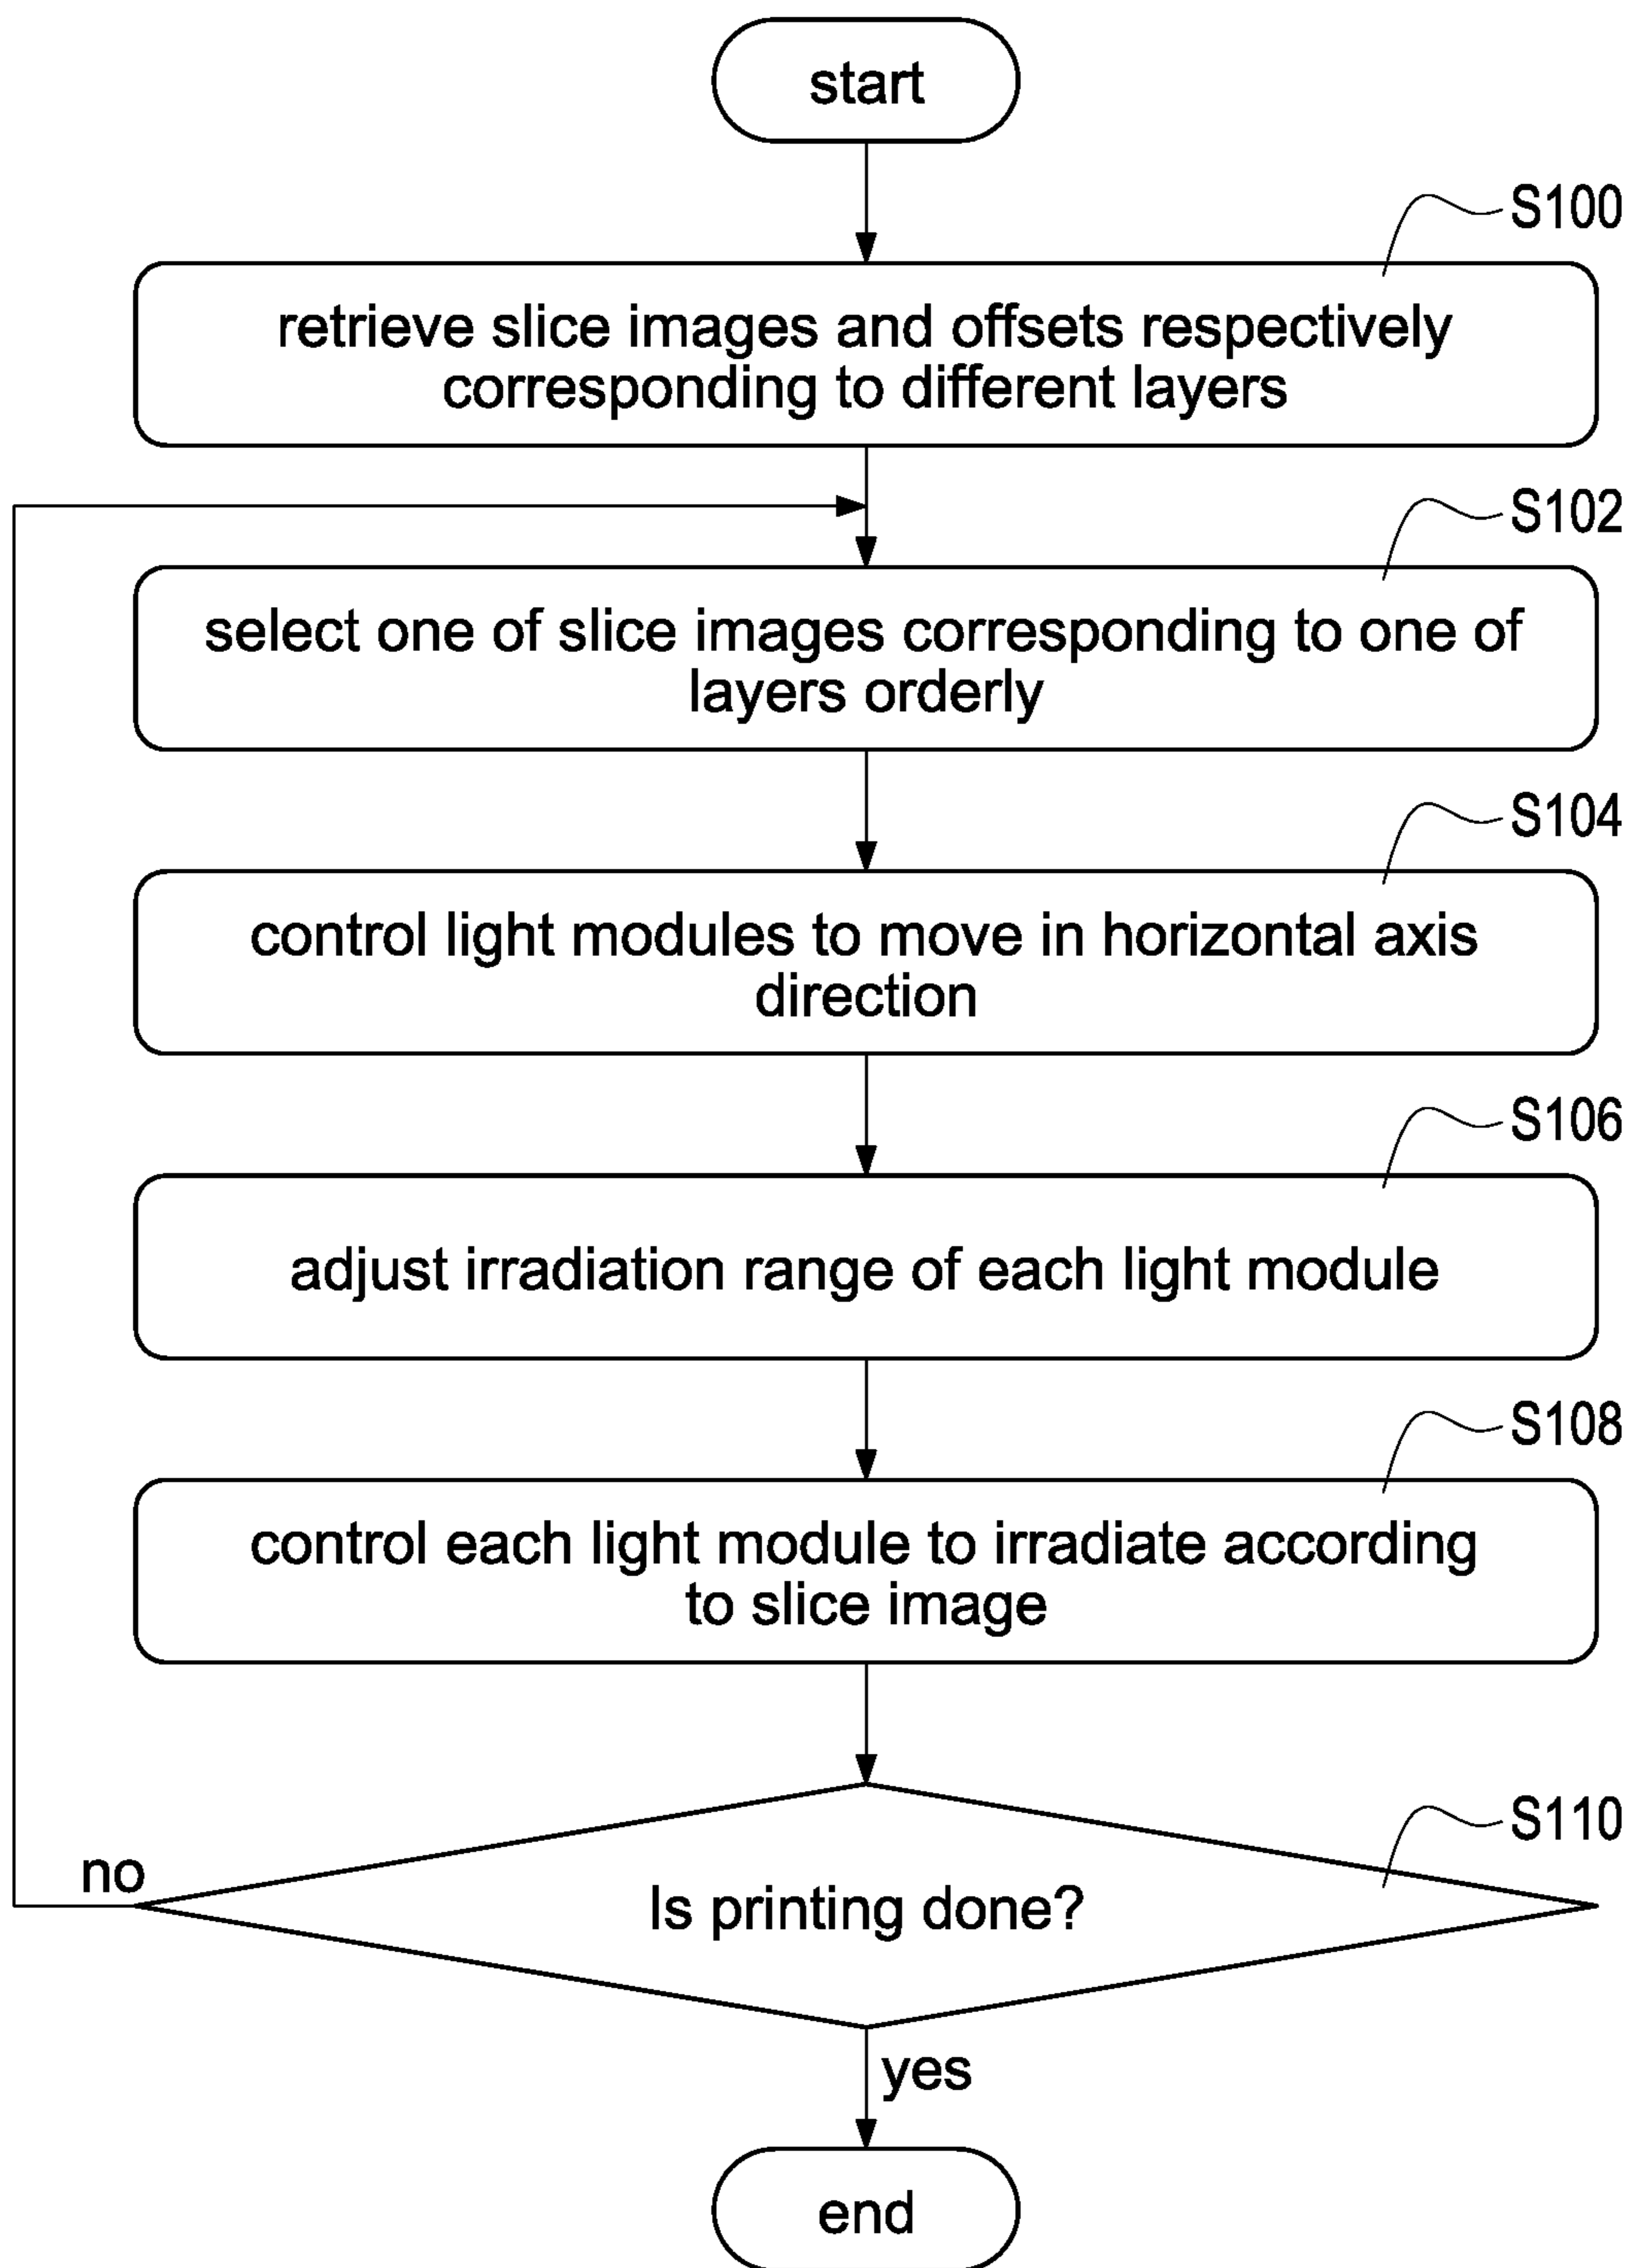 start
S100
retrieve slice images and offsets respectively
corresponding to different layers
S102
select one of slice images corresponding to one of
layers orderly
S104
control light modules to move in horizontal axis
direction
S106
adjust irradiation range of each light module
S108
control each light module to irradiate according
to slice image
S110
no
Is printing done?
yes
end